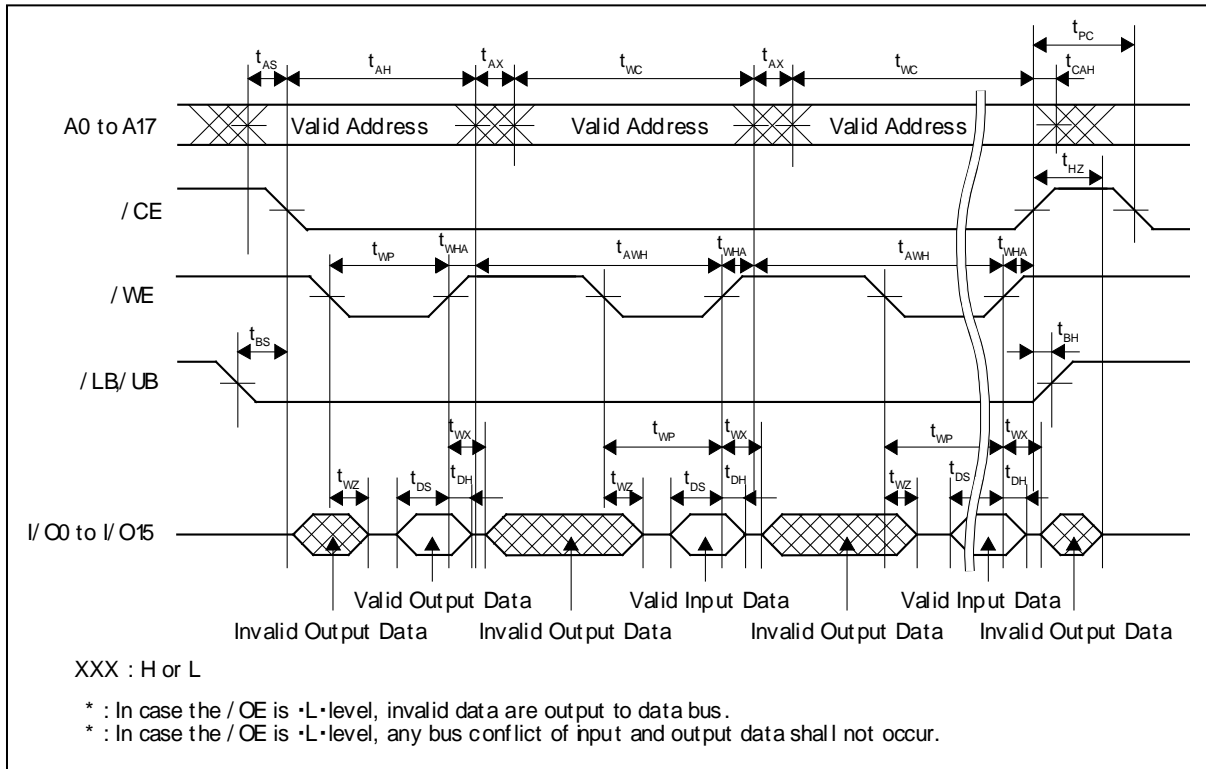 tPC
tAS tAH tAX tWC tAX tWC tCAH
A0 to A17 Valid Address Valid Address Valid Address
tHZ
/CE
tWP tWHA tAWH tWHA tAWH tWHA
/WE
tBS tBH
/LB,/UB
tWX tWP tWX tWP tWX
tWZ tDS tDH tWZ tDS tDH tWZ tDS tDH
I/O0 to I/O15
Valid Output Data Valid Input Data Valid Input Data
Invalid Output Data Invalid Output Data Invalid Output Data Invalid Output Data
XXX : H or L
* : In case the /OE is ･L･level, invalid data are output to data bus.
* : In case the /OE is ･L･level, any bus conflict of input and output data shall not occur.